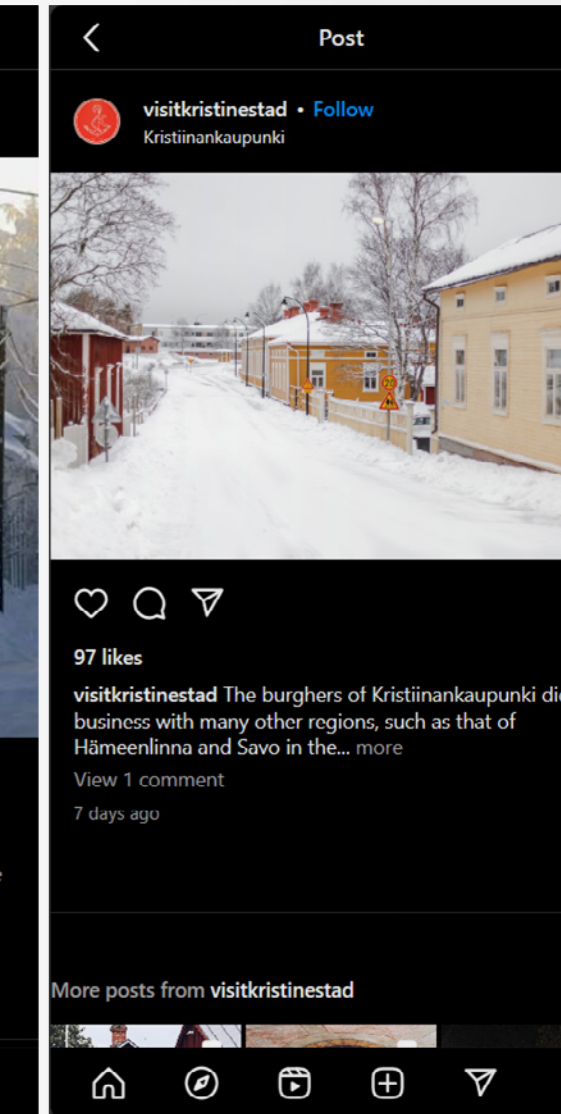 Post
visitkristinestad • Follow
Kristiinankaupunki
97 likes
visitkristinestad The burghers of Kristiinankaupunki
business with many other regions, such as that of
Hämeenlinna and Savo in the... more
View 1 comment
7 days ago
More posts from visitkristinestad